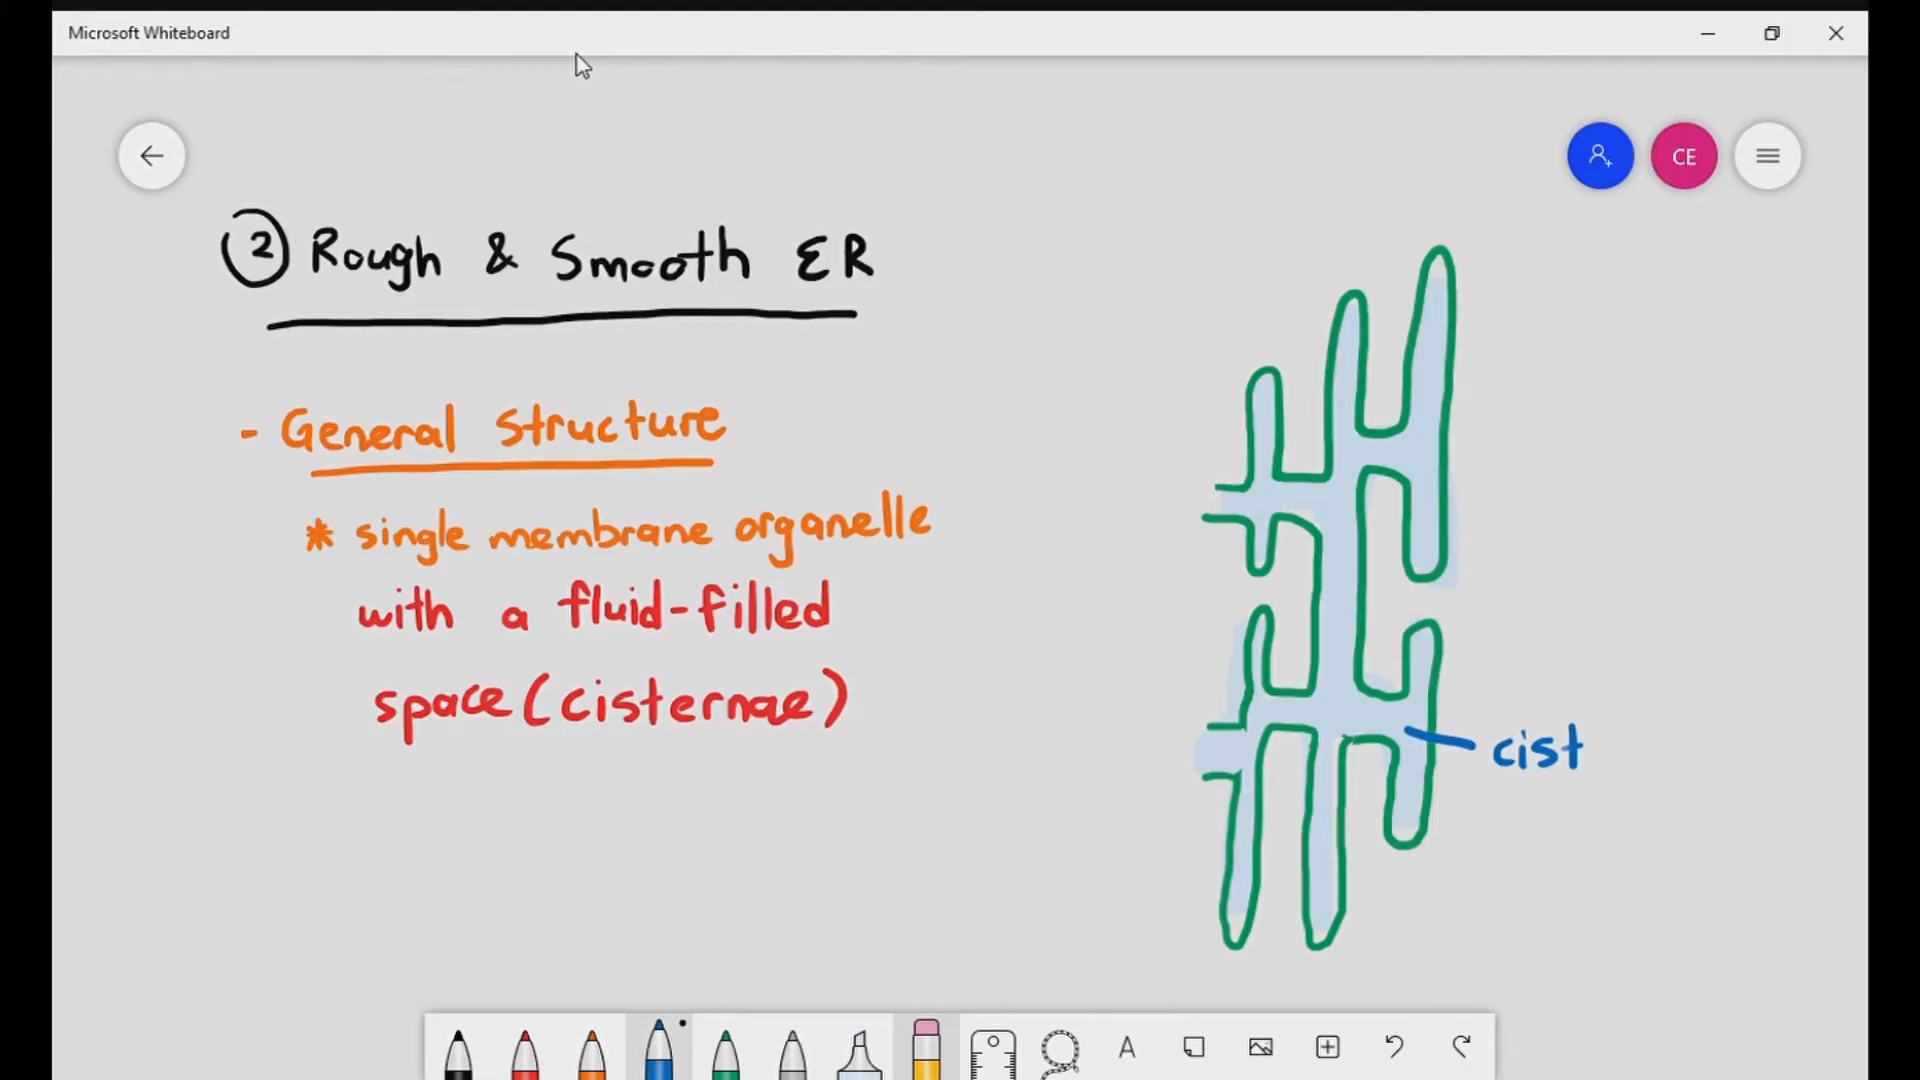 Microsoft Whiteboard
CE
2 Rough & Smooth ER
- General Structure
* single membrane organelle
with a fluid-filled
space (cisternae)
cist
A